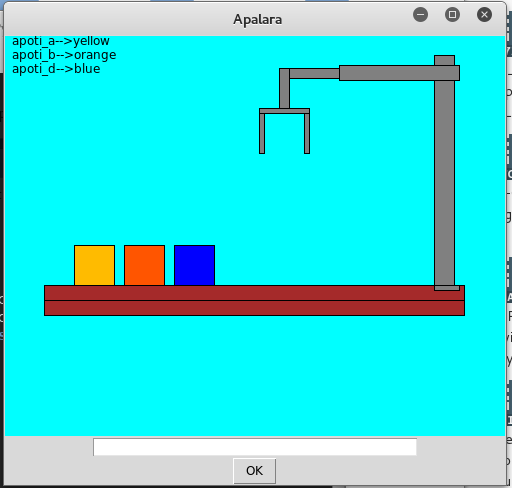 Apalara
apoti_a-->yellow
apoti_b-->orange
apoti_d-->blue
OK